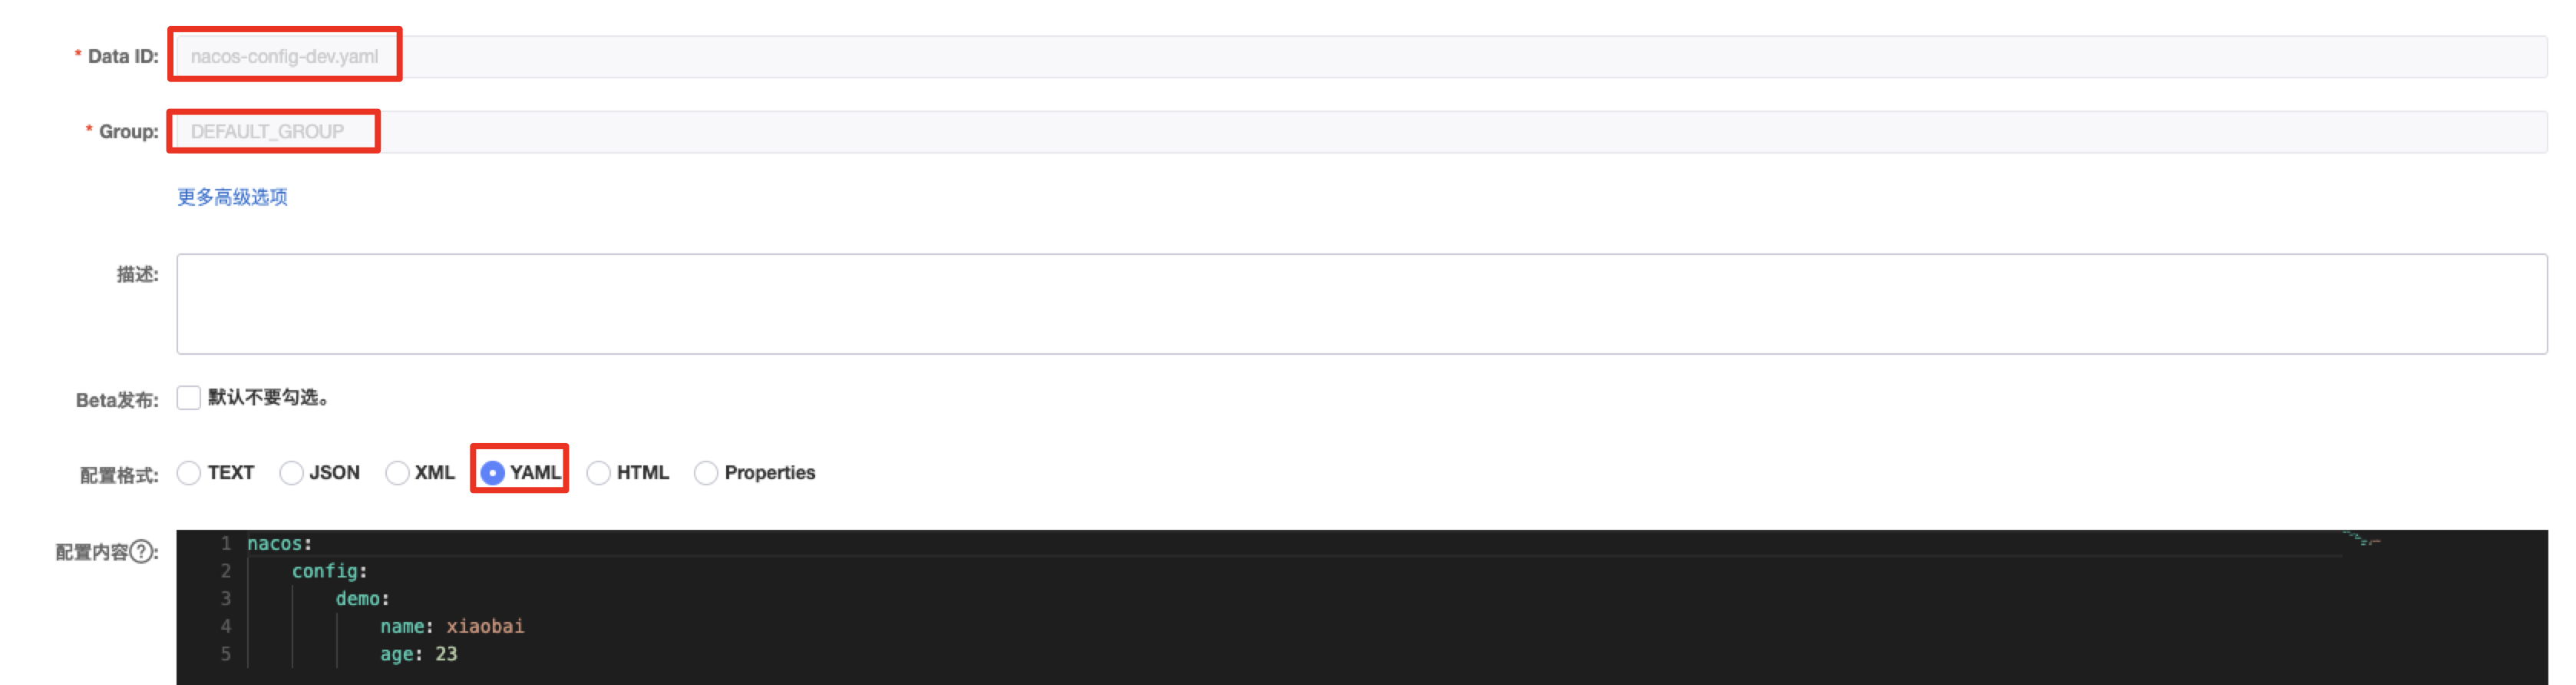 * Data ID: nacos-config-dev.yaml
* Group: DEFAULT_GROUP
更多高级选项
描述:
Beta发布: 默认不要勾选。
配置格式: TEXT JSON XML YAML HTML Properties
配置内容?: 1 nacos:
2 config:
3 demo:
4 name: xiaobai
5 age: 23